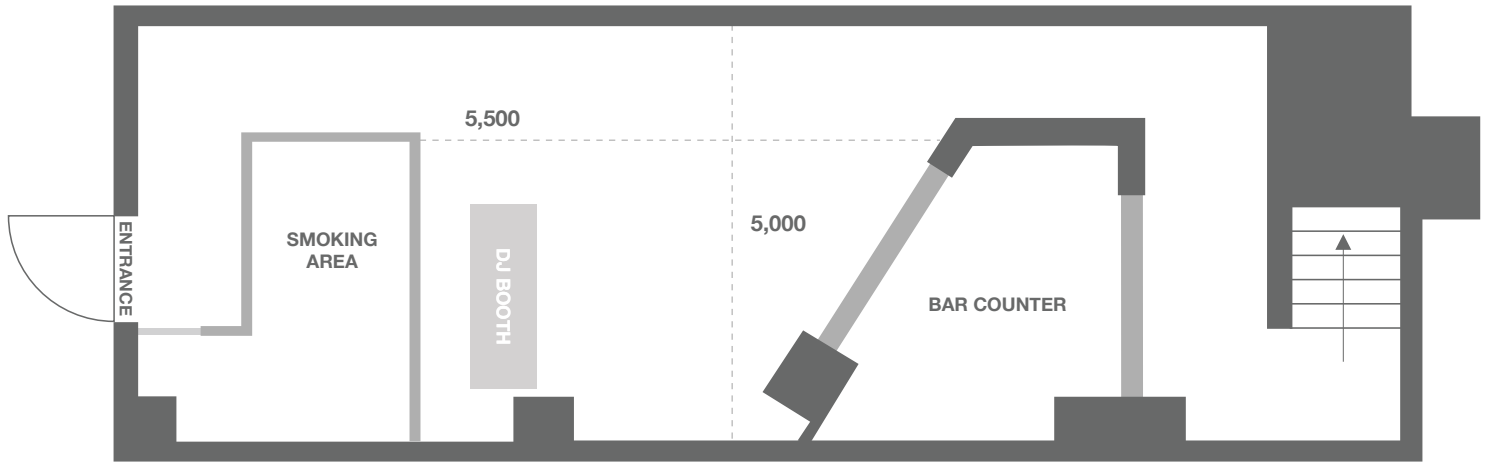 5,500
ENTRANCE
SMOKING
AREA
DJ BOOTH
5,000
BAR COUNTER